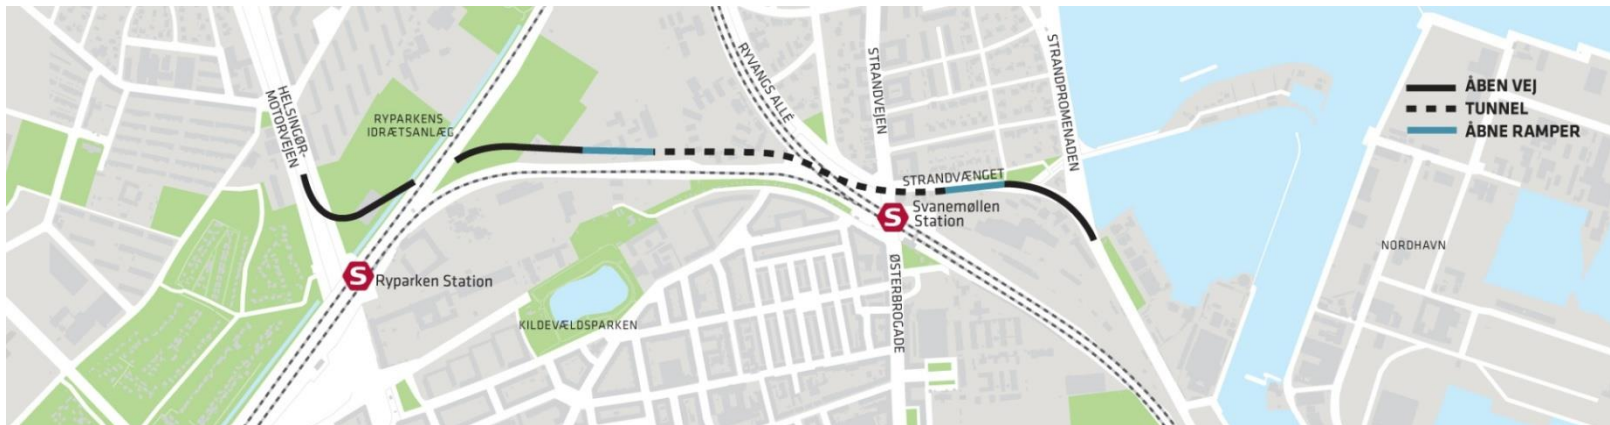 HELSINGØR-
MOTORVEJEN
RYPARKENS
IDRÆTSANLÆG
RYVANGS ALLÉ
STRANDVEJEN
STRANDPROMENADEN
ÅBEN VEJ
TUNNEL
ÅBNE RAMPER
STRANDVÆNGET
S
Svanemøllen
Station
S
Ryparken Station
KILDEVÆLDSPARKEN
ØSTERBROGADE
NORDHAVN